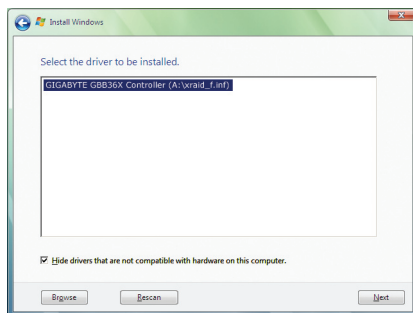 Install Windows
Select the driver to be installed.
GIGABYTE GBB36X Controller (A:\xraid_f.inf)
Hide drivers that are not compatible with hardware on this computer.
Browse Rescan Next